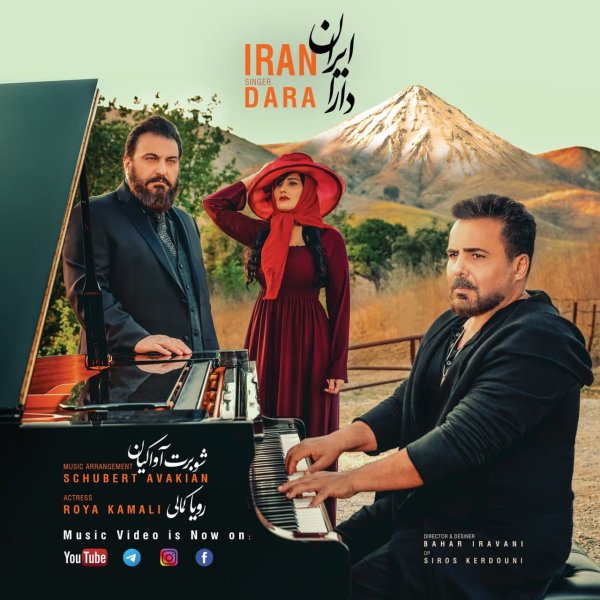 IRAN
ایران
SINGER
DARA
دارا
شوبرت آواکیان
MUSIC ARRANGEMENT
SCHUBERT AVAKIAN
ACTRESS
ROYA KAMALI
رویا کمالی
Music Video is Now on:
YouTube
DIRECTOR & DESINER
BAHAR IRAVANI
DP
SIROS KERDOUNI